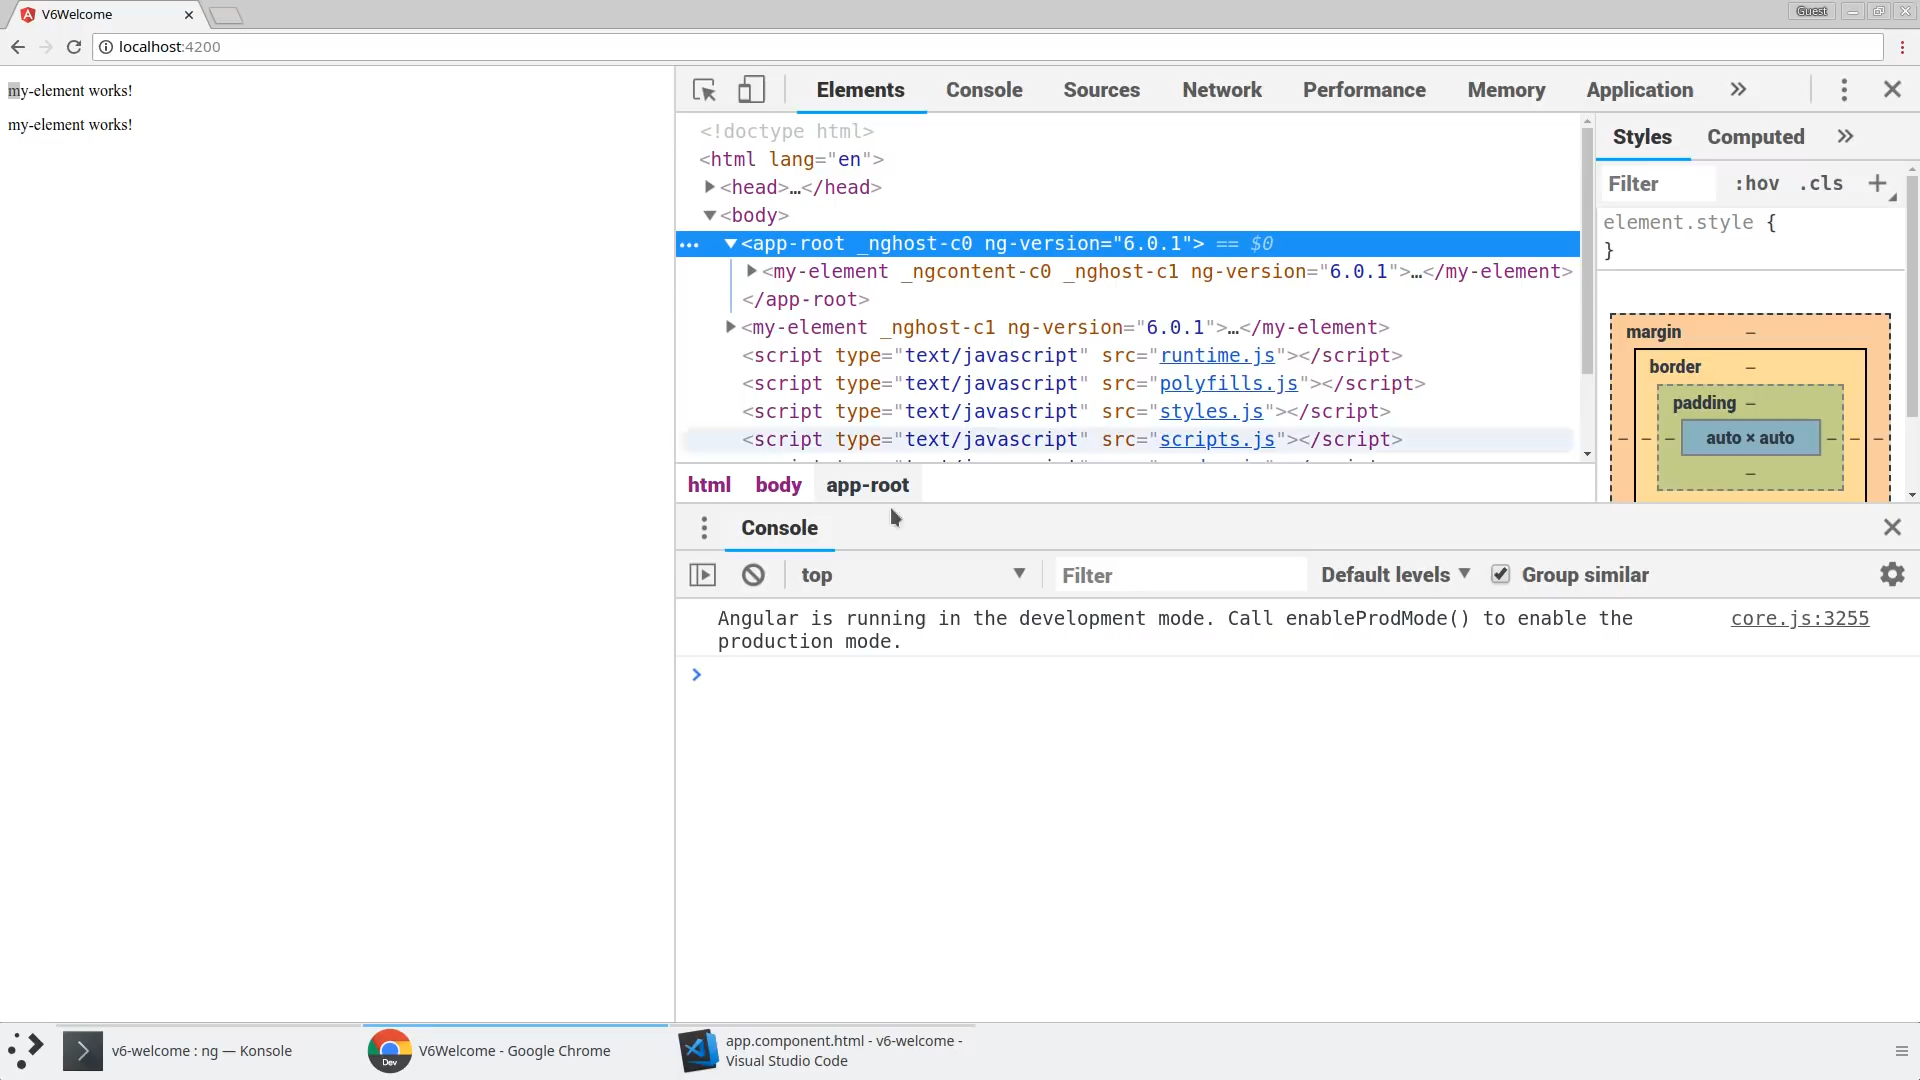 V6Welcome
Guest
localhost:4200
my-element works!
my-element works!
Elements Console Sources Network Performance Memory Application »
<!doctype html>
<html lang="en">
<head>…</head>
<body>
… <app-root _nghost-c0 ng-version="6.0.1"> == $0
<my-element _ngcontent-c0 _nghost-c1 ng-version="6.0.1">…</my-element>
</app-root>
<my-element _nghost-c1 ng-version="6.0.1">…</my-element>
<script type="text/javascript" src="runtime.js"></script>
<script type="text/javascript" src="polyfills.js"></script>
<script type="text/javascript" src="styles.js"></script>
<script type="text/javascript" src="scripts.js"></script>
html body app-root
Styles Computed »
Filter :hov .cls +
element.style {
}
margin –
border –
padding –
– – – auto × auto – – –
–
Console
top Filter Default levels Group similar
Angular is running in the development mode. Call enableProdMode() to enable the core.js:3255
production mode.
>
v6-welcome : ng — Konsole
Dev
V6Welcome - Google Chrome
app.component.html - v6-welcome -
Visual Studio Code